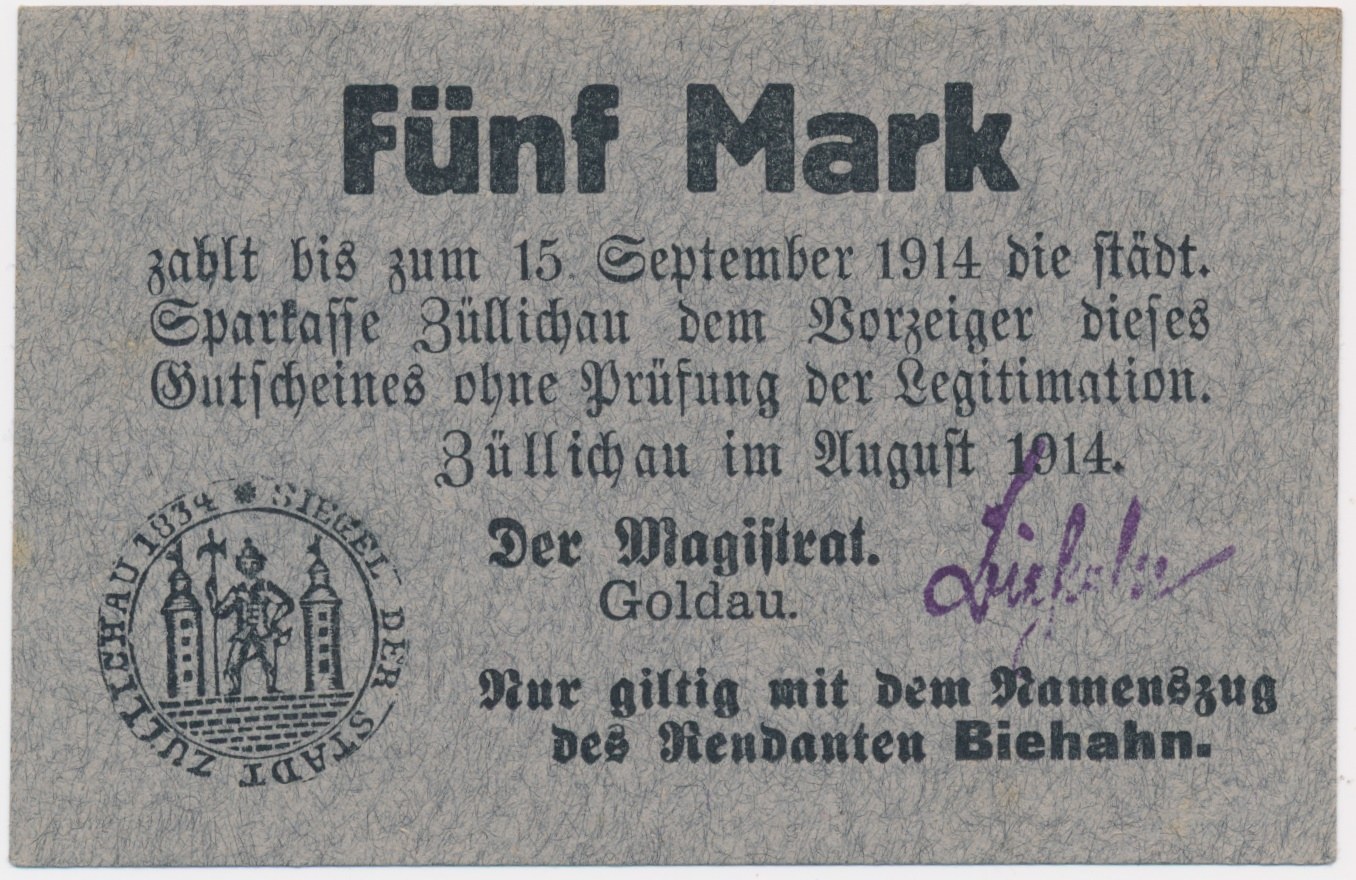 Fünf Mark
zahlt bis zum 15. September 1914 die städt.
Sparkasse Züllichau dem Vorzeiger dieses
Gutscheines ohne Prüfung der Legitimation.
Züllichau im August 1914.
Der Magistrat.
Goldau.
Biehahn
Nur giltig mit dem Namenszug
des Rendanten Biehahn.
SIEGEL DER STADT ZUELLICHAU 1834